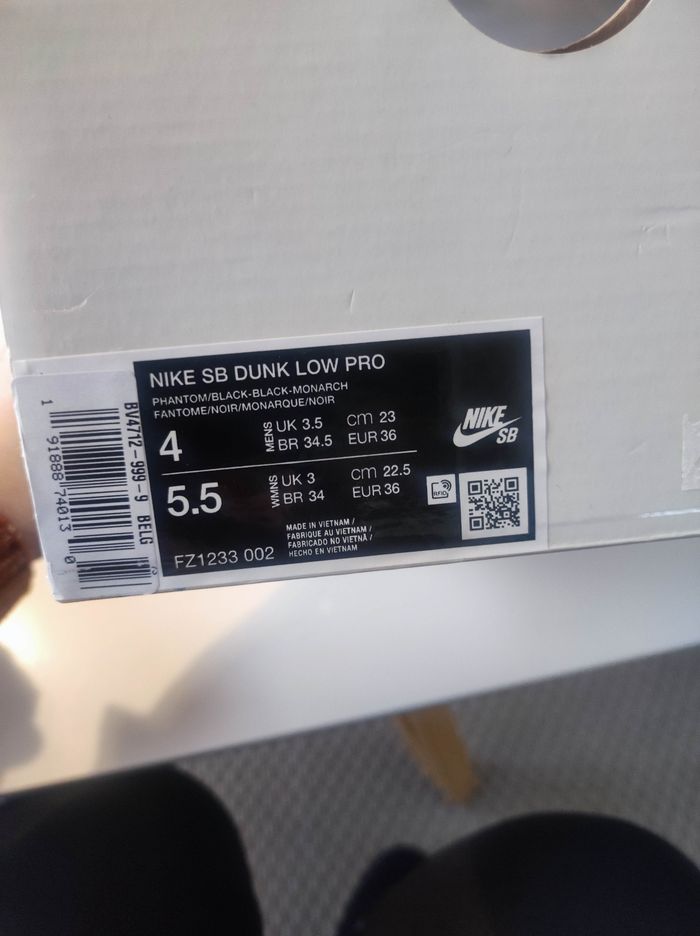 NIKE SB DUNK LOW PRO
PHANTOM/BLACK-BLACK-MONARCH
FANTOME/NOIR/MONARQUE/NOIR
4
MENS
UK 3.5 cm 23
BR 34.5 EUR 36
5.5
WMNS
UK 3 cm 22.5
BR 34 EUR 36
NIKE
SB
RFID
MADE IN VIETNAM /
FABRIQUE AU VIETNAM /
FABRICADO NO VIETNÃ /
HECHO EN VIETNAM
FZ1233 002
BV4712-999-9 BELG
1 91888 74013 0